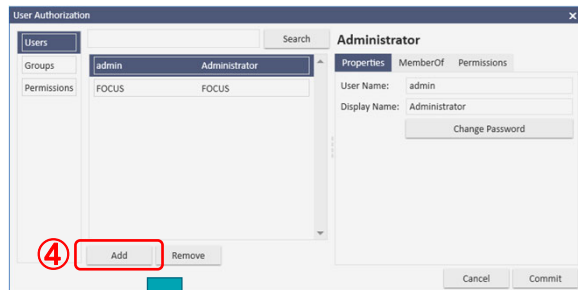 User Authorization
Users
Search
Groups
Permissions
admin Administrator
FOCUS FOCUS
Administrator
Properties MemberOf Permissions
User Name: admin
Display Name: Administrator
Change Password
④ Add Remove
Cancel Commit